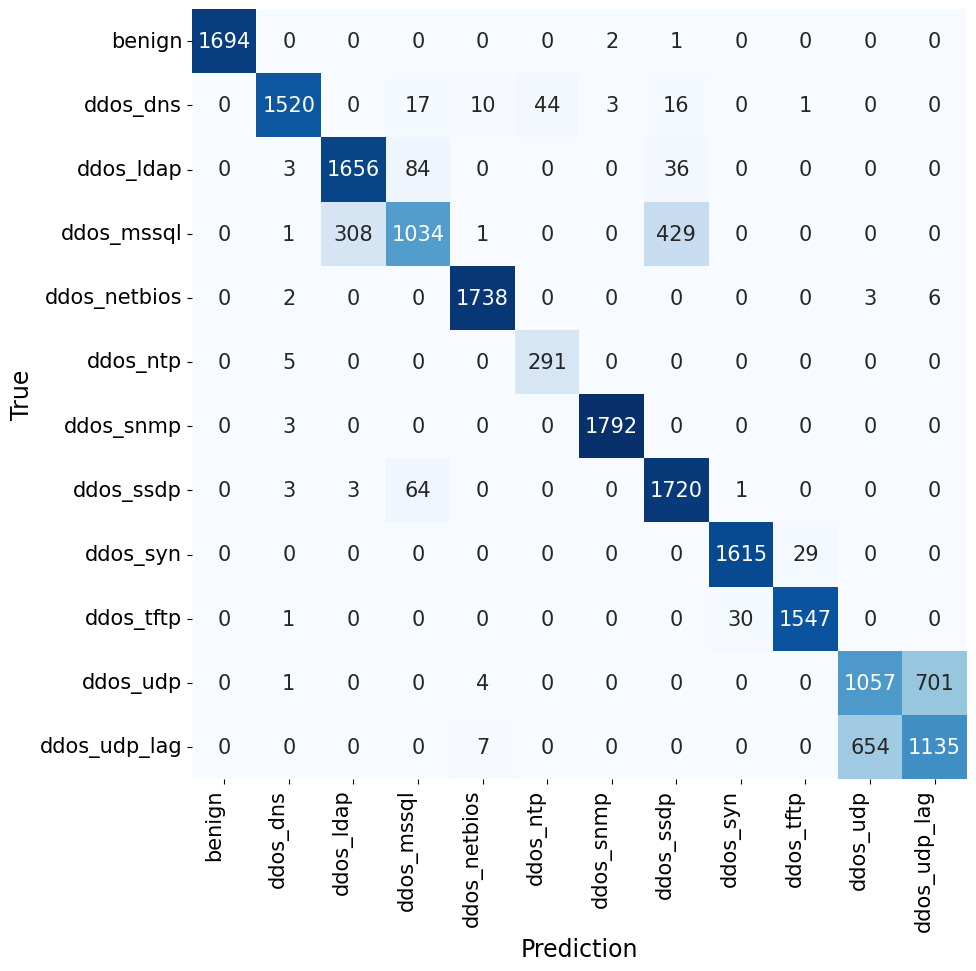 benign 1694 0 0 0 0 0 2 1 0 0 0 0
ddos_dns 0 1520 0 17 10 44 3 16 0 1 0 0
ddos_ldap 0 3 1656 84 0 0 0 36 0 0 0 0
ddos_mssql 0 1 308 1034 1 0 0 429 0 0 0 0
ddos_netbios 0 2 0 0 1738 0 0 0 0 0 3 6
ddos_ntp 0 5 0 0 0 291 0 0 0 0 0 0
ddos_snmp 0 3 0 0 0 0 1792 0 0 0 0 0
ddos_ssdp 0 3 3 64 0 0 0 1720 1 0 0 0
ddos_syn 0 0 0 0 0 0 0 0 1615 29 0 0
ddos_tftp 0 1 0 0 0 0 0 0 30 1547 0 0
ddos_udp 0 1 0 0 4 0 0 0 0 0 1057 701
ddos_udp_lag 0 0 0 0 7 0 0 0 0 0 654 1135
True
benign
ddos_dns
ddos_ldap
ddos_mssql
ddos_netbios
ddos_ntp
ddos_snmp
ddos_ssdp
ddos_syn
ddos_tftp
ddos_udp
ddos_udp_lag
Prediction